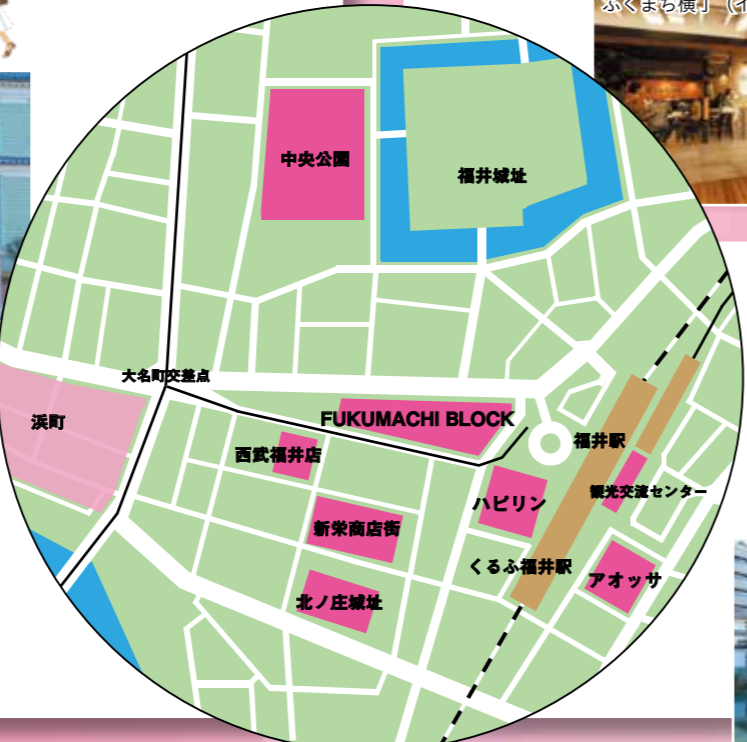 ふくまち横丁（イ
中央公園
福井城址
大名町交差点
浜町
FUKUMACHI BLOCK
西武福井店
福井駅
観光交流センター
ハピリン
新栄商店街
くるふ福井駅
アオッサ
北ノ庄城址